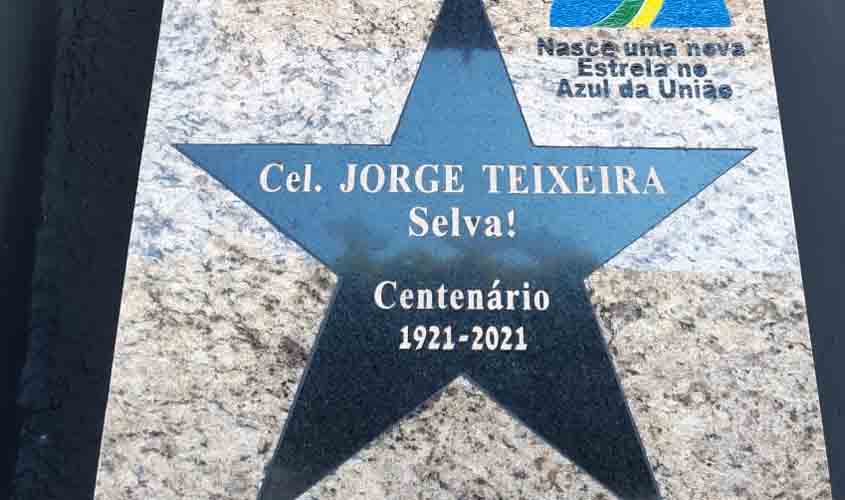 Nasce uma nova
Estrela no
Azul da União
Cel. JORGE TEIXEIRA
Selva!
Centenário
1921-2021